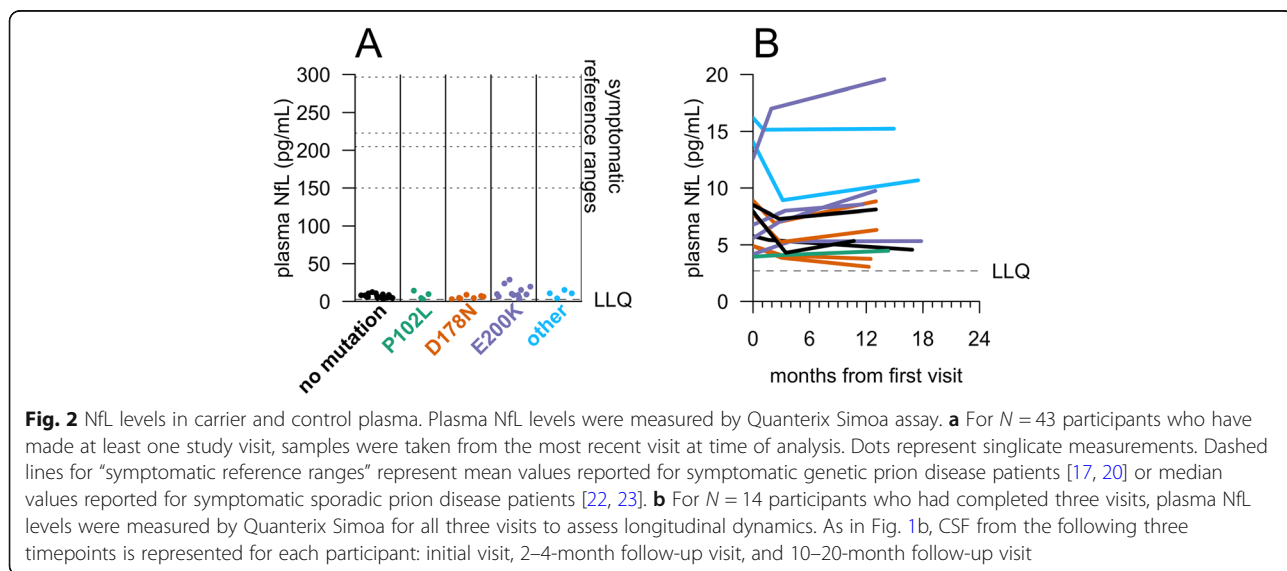 A
300
250
200
150
100
50
0
plasma NfL (pg/mL)
symptomatic
reference ranges
LLQ
no mutation
P102L
D178N
E200K
other
B
20
15
10
5
0
plasma NfL (pg/mL)
LLQ
0 6 12 18 24
months from first visit
Fig. 2 NfL levels in carrier and control plasma. Plasma NfL levels were measured by Quanterix Simoa assay. a For N = 43 participants who have
made at least one study visit, samples were taken from the most recent visit at time of analysis. Dots represent singlicate measurements. Dashed
lines for “symptomatic reference ranges” represent mean values reported for symptomatic genetic prion disease patients [17, 20] or median
values reported for symptomatic sporadic prion disease patients [22, 23]. b For N = 14 participants who had completed three visits, plasma NfL
levels were measured by Quanterix Simoa for all three visits to assess longitudinal dynamics. As in Fig. 1b, CSF from the following three
timepoints is represented for each participant: initial visit, 2–4-month follow-up visit, and 10–20-month follow-up visit